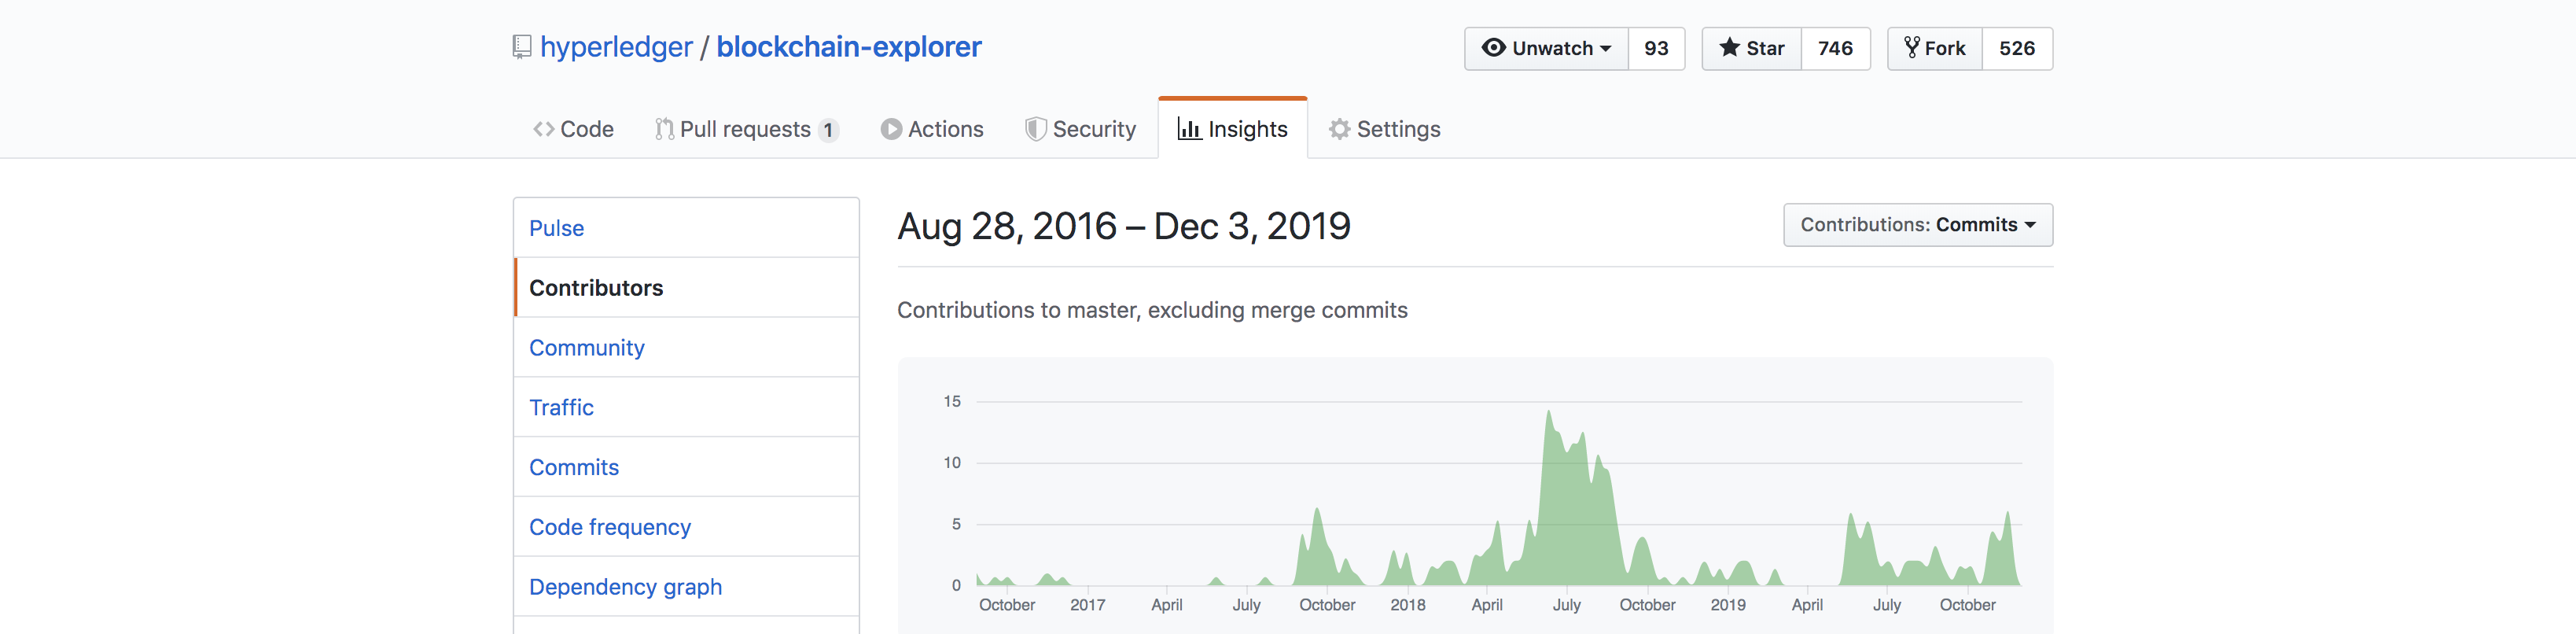 hyperledger / blockchain-explorer
Unwatch 93 Star 746 Fork 526
Code Pull requests 1 Actions Security Insights Settings
Pulse
Contributors
Community
Traffic
Commits
Code frequency
Dependency graph
Aug 28, 2016 – Dec 3, 2019
Contributions: Commits
Contributions to master, excluding merge commits
15
10
5
0
October 2017 April July October 2018 April July October 2019 April July October